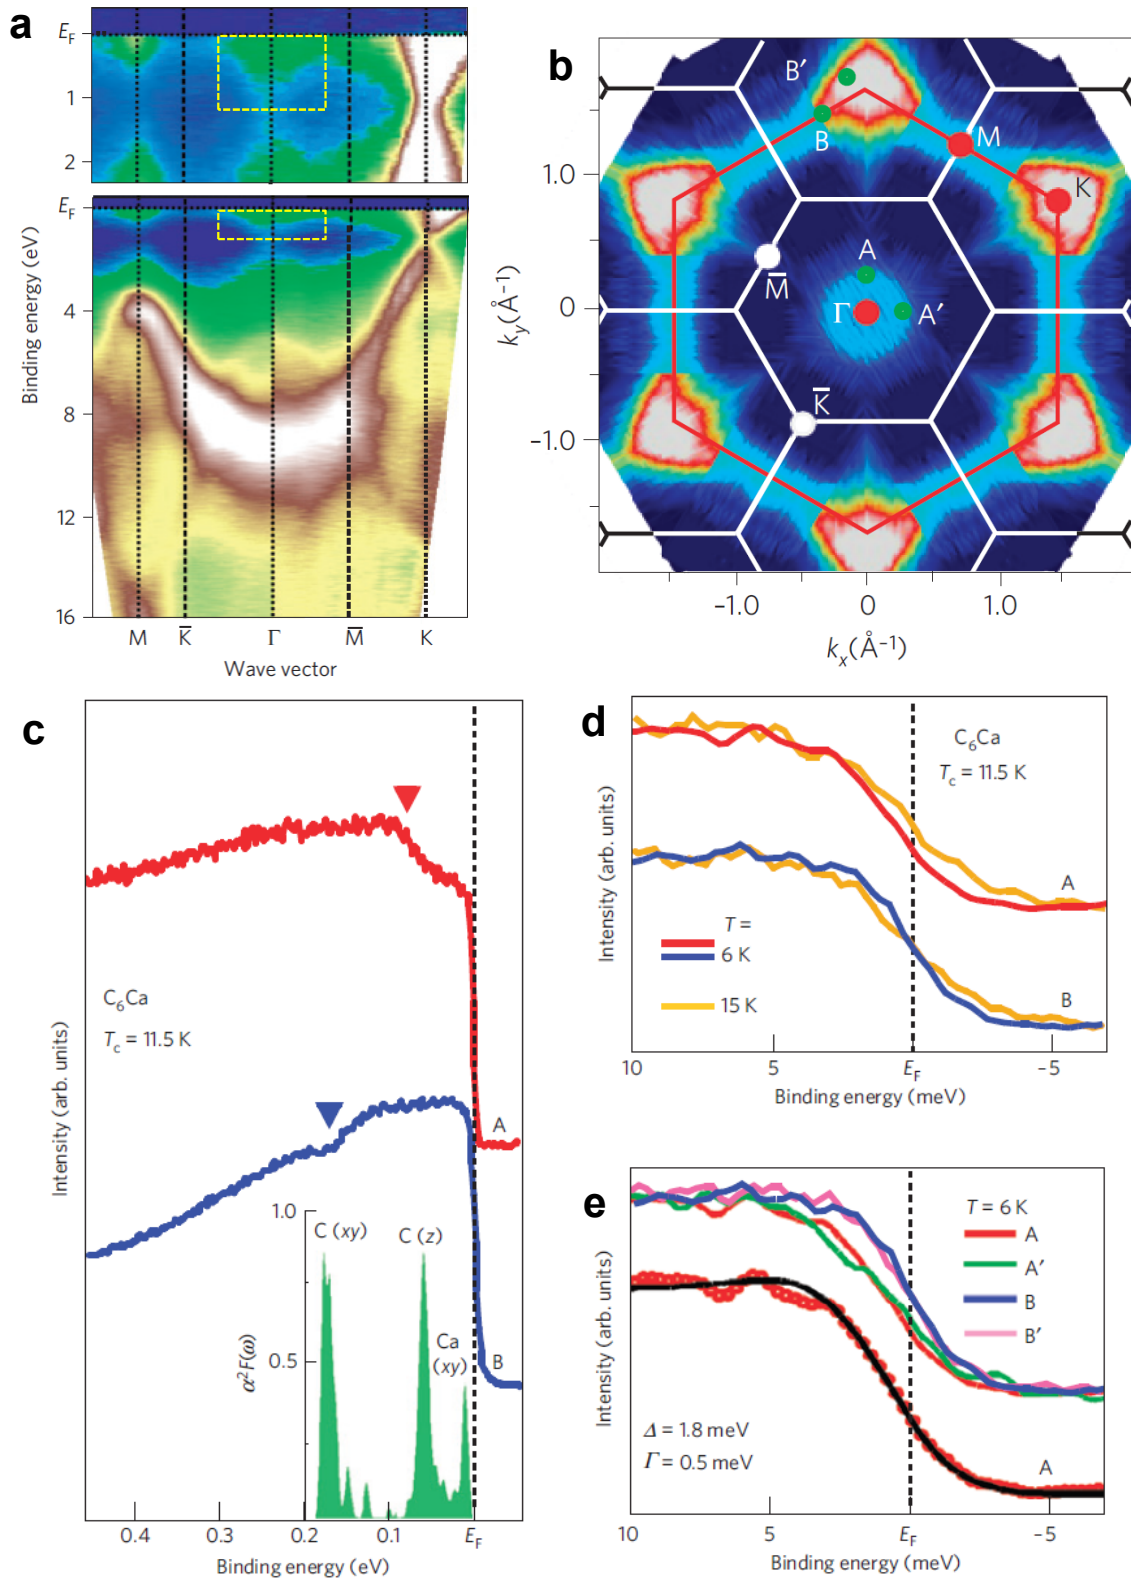 a
E_F
1
2
E_F
4
8
12
16
Binding energy (eV)
M K̅ Γ M̅ K
Wave vector
b
B′
B
M
K
A
M̅
Γ
A′
K̅
1.0
0
-1.0
k_y(Å⁻¹)
-1.0 0 1.0
k_x(Å⁻¹)
c
C₆Ca
T_c = 11.5 K
A
B
Intensity (arb. units)
1.0
0.5
α²F(ω)
C (xy)
C (z)
Ca
(xy)
0.4 0.3 0.2 0.1 E_F
Binding energy (eV)
d
C₆Ca
T_c = 11.5 K
A
T =
6 K
15 K
B
Intensity (arb. units)
10 5 E_F -5
Binding energy (meV)
e
T = 6 K
A
A′
B
B′
Δ = 1.8 meV
Γ = 0.5 meV
A
Intensity (arb. units)
10 5 E_F -5
Binding energy (meV)